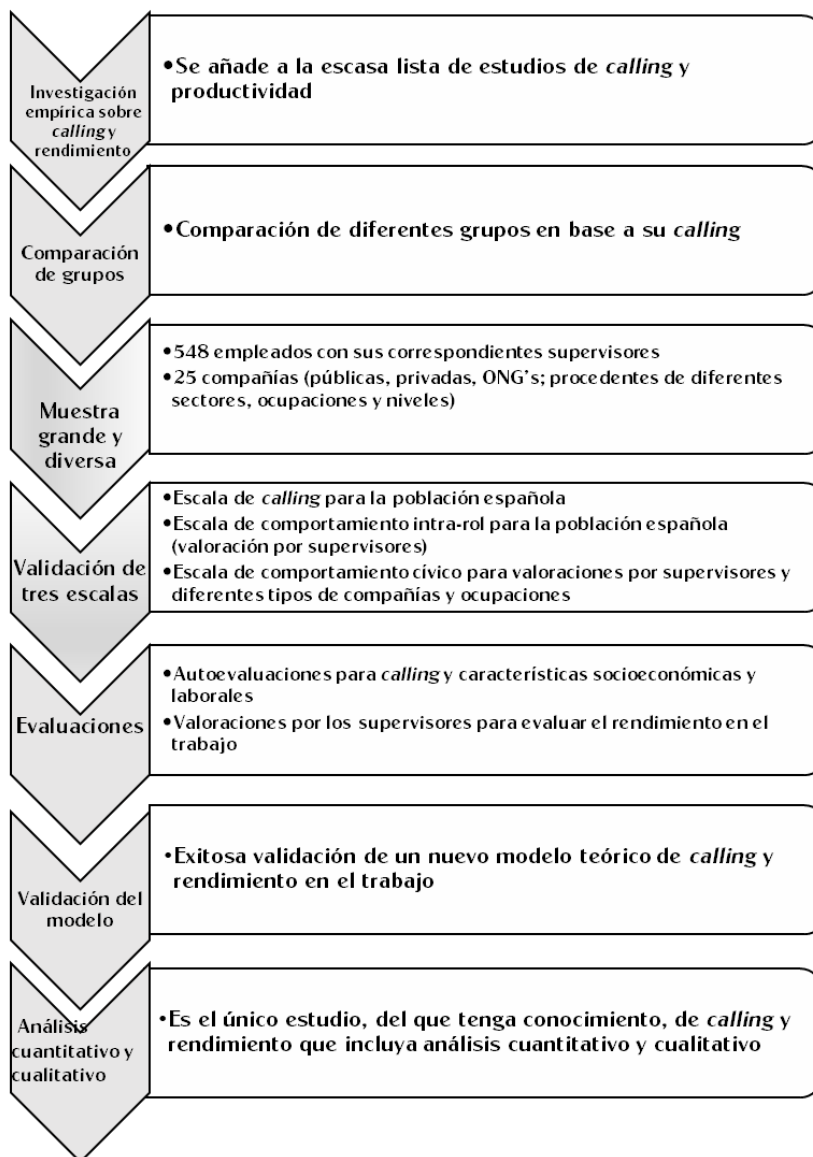 Investigación
empírica sobre
calling y
rendimiento
•Se añade a la escasa lista de estudios de calling y
productividad
Comparación
de grupos
•Comparación de diferentes grupos en base a su calling
Muestra
grande y
diversa
•548 empleados con sus correspondientes supervisores
•25 compañías (públicas, privadas, ONG's; procedentes de diferentes
sectores, ocupaciones y niveles)
Validación de
tres escalas
•Escala de calling para la población española
•Escala de comportamiento intra-rol para la población española
(valoración por supervisores)
•Escala de comportamiento cívico para valoraciones por supervisores y
diferentes tipos de compañías y ocupaciones
Evaluaciones
•Autoevaluaciones para calling y características socioeconómicas y
laborales
•Valoraciones por los supervisores para evaluar el rendimiento en el
trabajo
Validación del
modelo
•Exitosa validación de un nuevo modelo teórico de calling y
rendimiento en el trabajo
Análisis
cuantitativo y
cualitativo
•Es el único estudio, del que tenga conocimiento, de calling y
rendimiento que incluya análisis cuantitativo y cualitativo